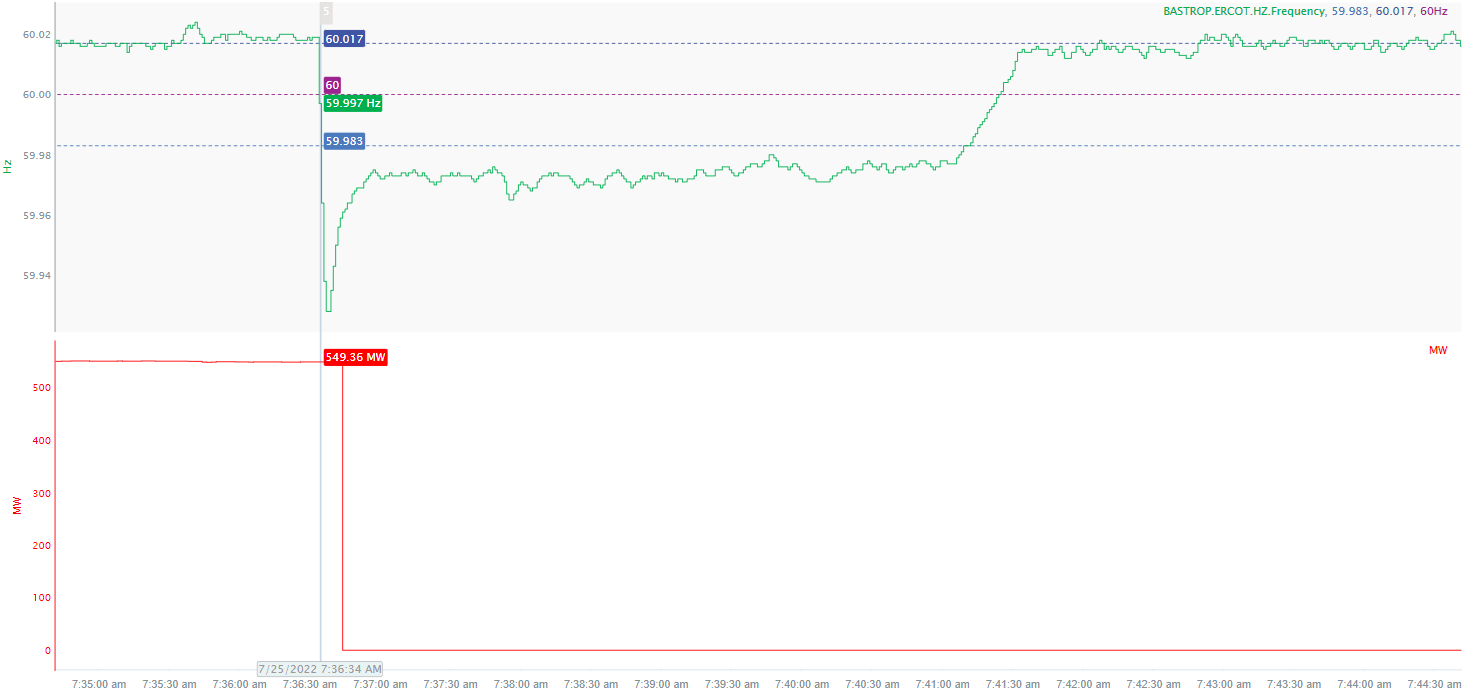 5
BASTROP.ERCOT.HZ.Frequency, 59.983, 60.017, 60Hz
60.02
60.017
60
60.00
59.997 Hz
59.983
59.98
Hz
59.96
59.94
549.36 MW
MW
500
400
300
MW
200
100
0
7/25/2022 7:36:34 AM
7:35:00 am 7:35:30 am 7:36:00 am 7:36:30 am 7:37:00 am 7:37:30 am 7:38:00 am 7:38:30 am 7:39:00 am 7:39:30 am 7:40:00 am 7:40:30 am 7:41:00 am 7:41:30 am 7:42:00 am 7:42:30 am 7:43:00 am 7:43:30 am 7:44:00 am 7:44:30 am